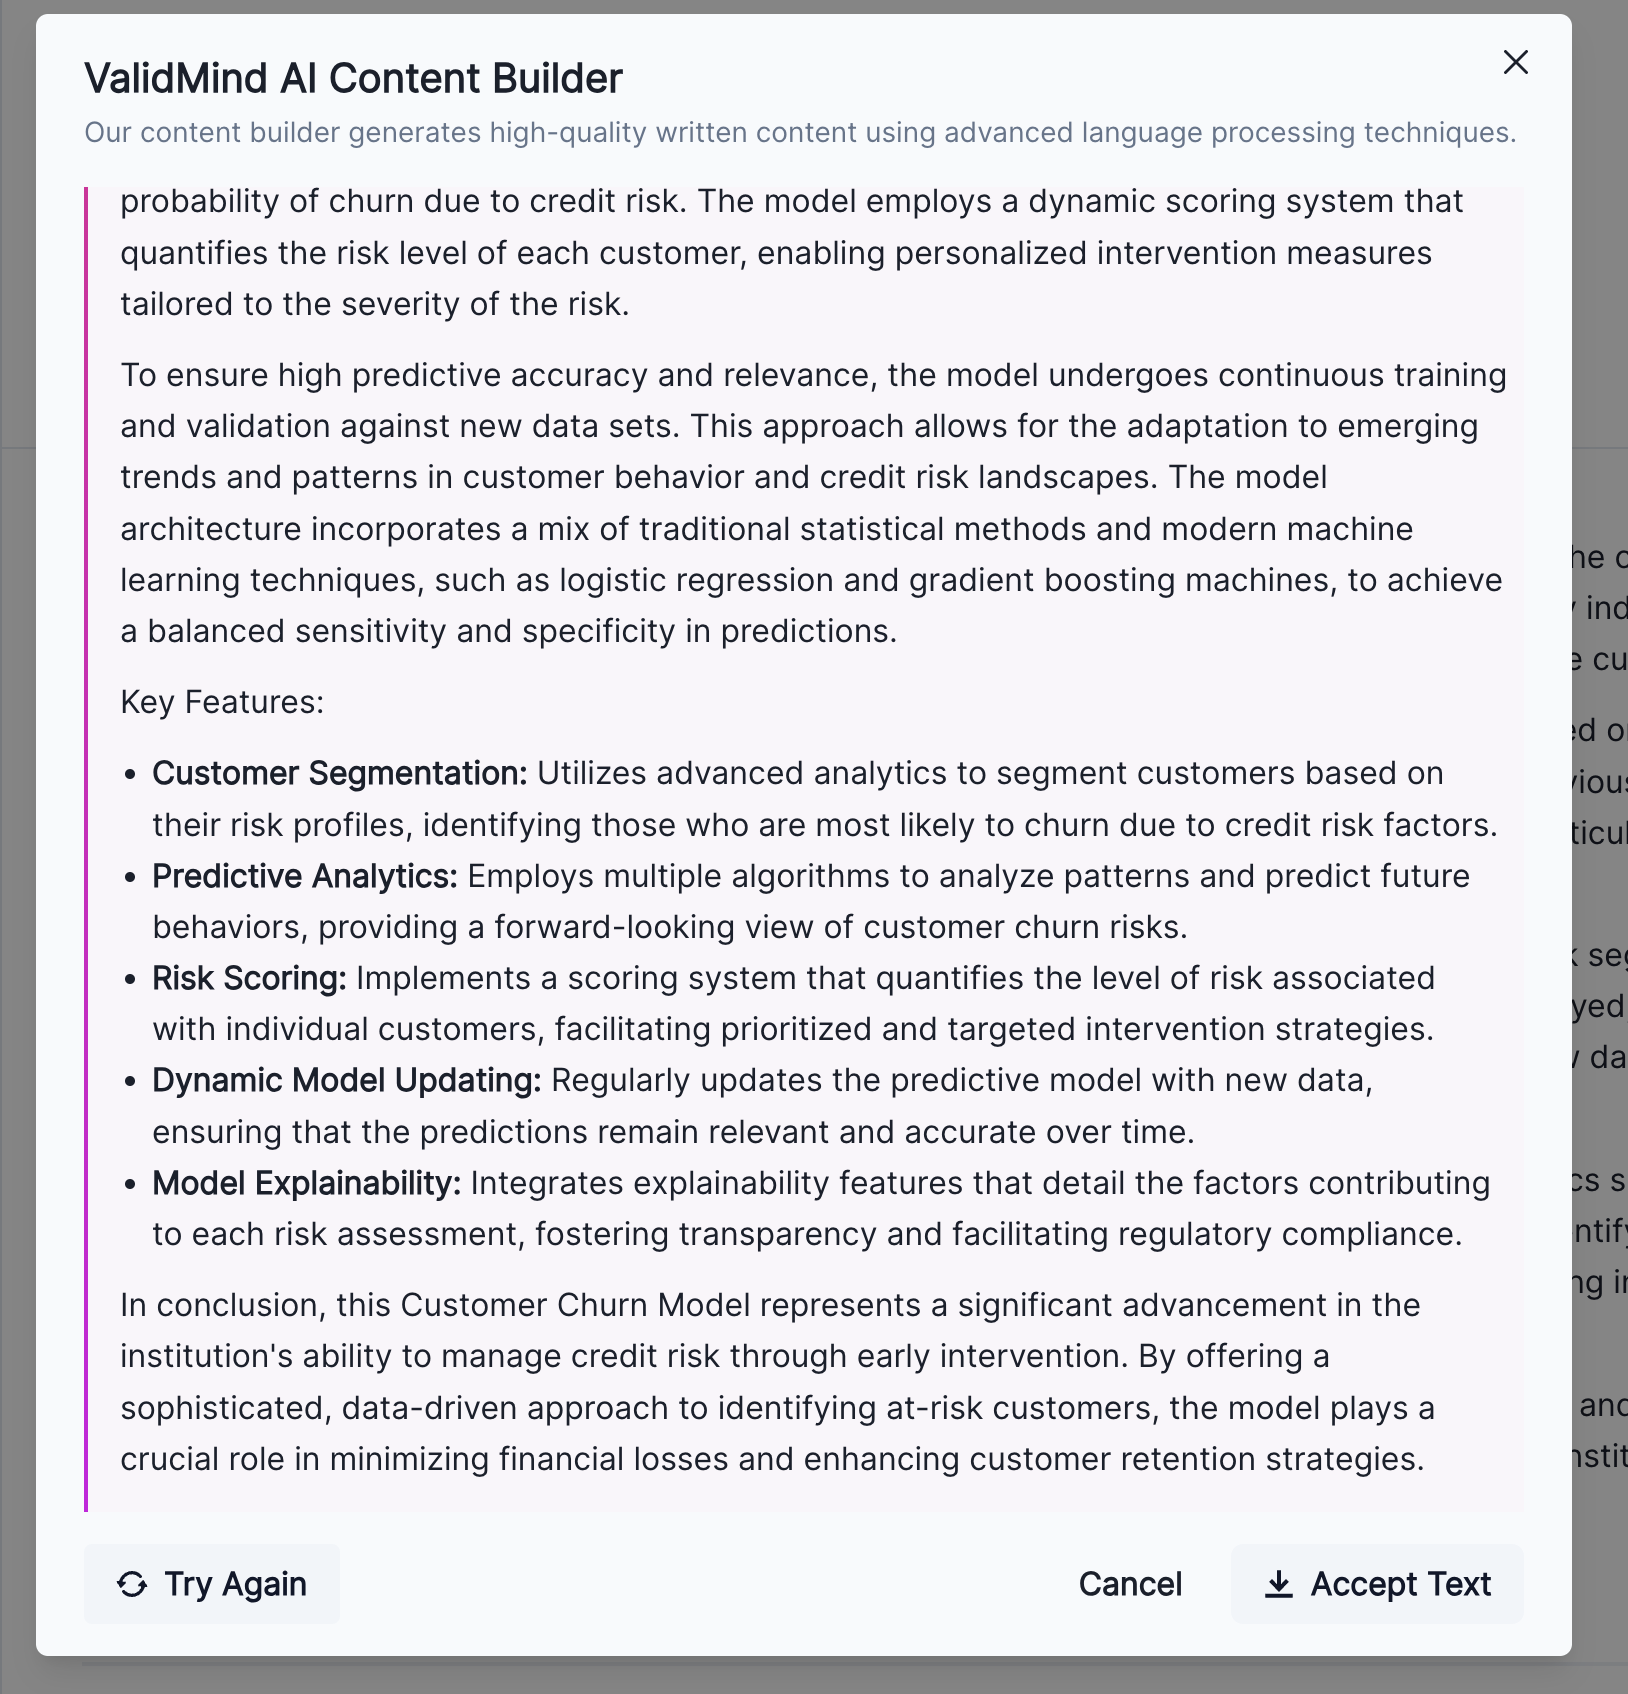 ValidMind AI Content Builder
Our content builder generates high-quality written content using advanced language processing techniques.
probability of churn due to credit risk. The model employs a dynamic scoring system that
quantifies the risk level of each customer, enabling personalized intervention measures
tailored to the severity of the risk.
To ensure high predictive accuracy and relevance, the model undergoes continuous training
and validation against new data sets. This approach allows for the adaptation to emerging
trends and patterns in customer behavior and credit risk landscapes. The model
architecture incorporates a mix of traditional statistical methods and modern machine
learning techniques, such as logistic regression and gradient boosting machines, to achieve
a balanced sensitivity and specificity in predictions.
Key Features:
• Customer Segmentation: Utilizes advanced analytics to segment customers based on
their risk profiles, identifying those who are most likely to churn due to credit risk factors.
• Predictive Analytics: Employs multiple algorithms to analyze patterns and predict future
behaviors, providing a forward-looking view of customer churn risks.
• Risk Scoring: Implements a scoring system that quantifies the level of risk associated
with individual customers, facilitating prioritized and targeted intervention strategies.
• Dynamic Model Updating: Regularly updates the predictive model with new data,
ensuring that the predictions remain relevant and accurate over time.
• Model Explainability: Integrates explainability features that detail the factors contributing
to each risk assessment, fostering transparency and facilitating regulatory compliance.
In conclusion, this Customer Churn Model represents a significant advancement in the
institution's ability to manage credit risk through early intervention. By offering a
sophisticated, data-driven approach to identifying at-risk customers, the model plays a
crucial role in minimizing financial losses and enhancing customer retention strategies.
Try Again
Cancel
Accept Text